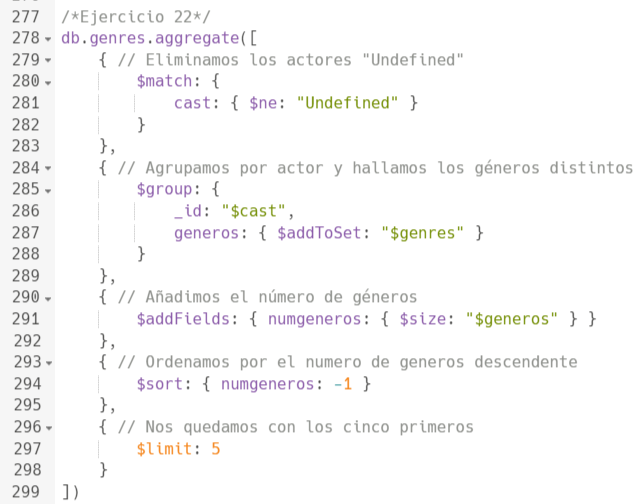 277 /*Ejercicio 22*/
278 db.genres.aggregate([
279     { // Eliminamos los actores "Undefined"
280         $match: {
281             cast: { $ne: "Undefined" }
282         }
283     },
284     { // Agrupamos por actor y hallamos los géneros distintos
285         $group: {
286             _id: "$cast",
287             generos: { $addToSet: "$genres" }
288         }
289     },
290     { // Añadimos el número de géneros
291         $addFields: { numgeneros: { $size: "$generos" } }
292     },
293     { // Ordenamos por el numero de generos descendente
294         $sort: { numgeneros: -1 }
295     },
296     { // Nos quedamos con los cinco primeros
297         $limit: 5
298     }
299 ])